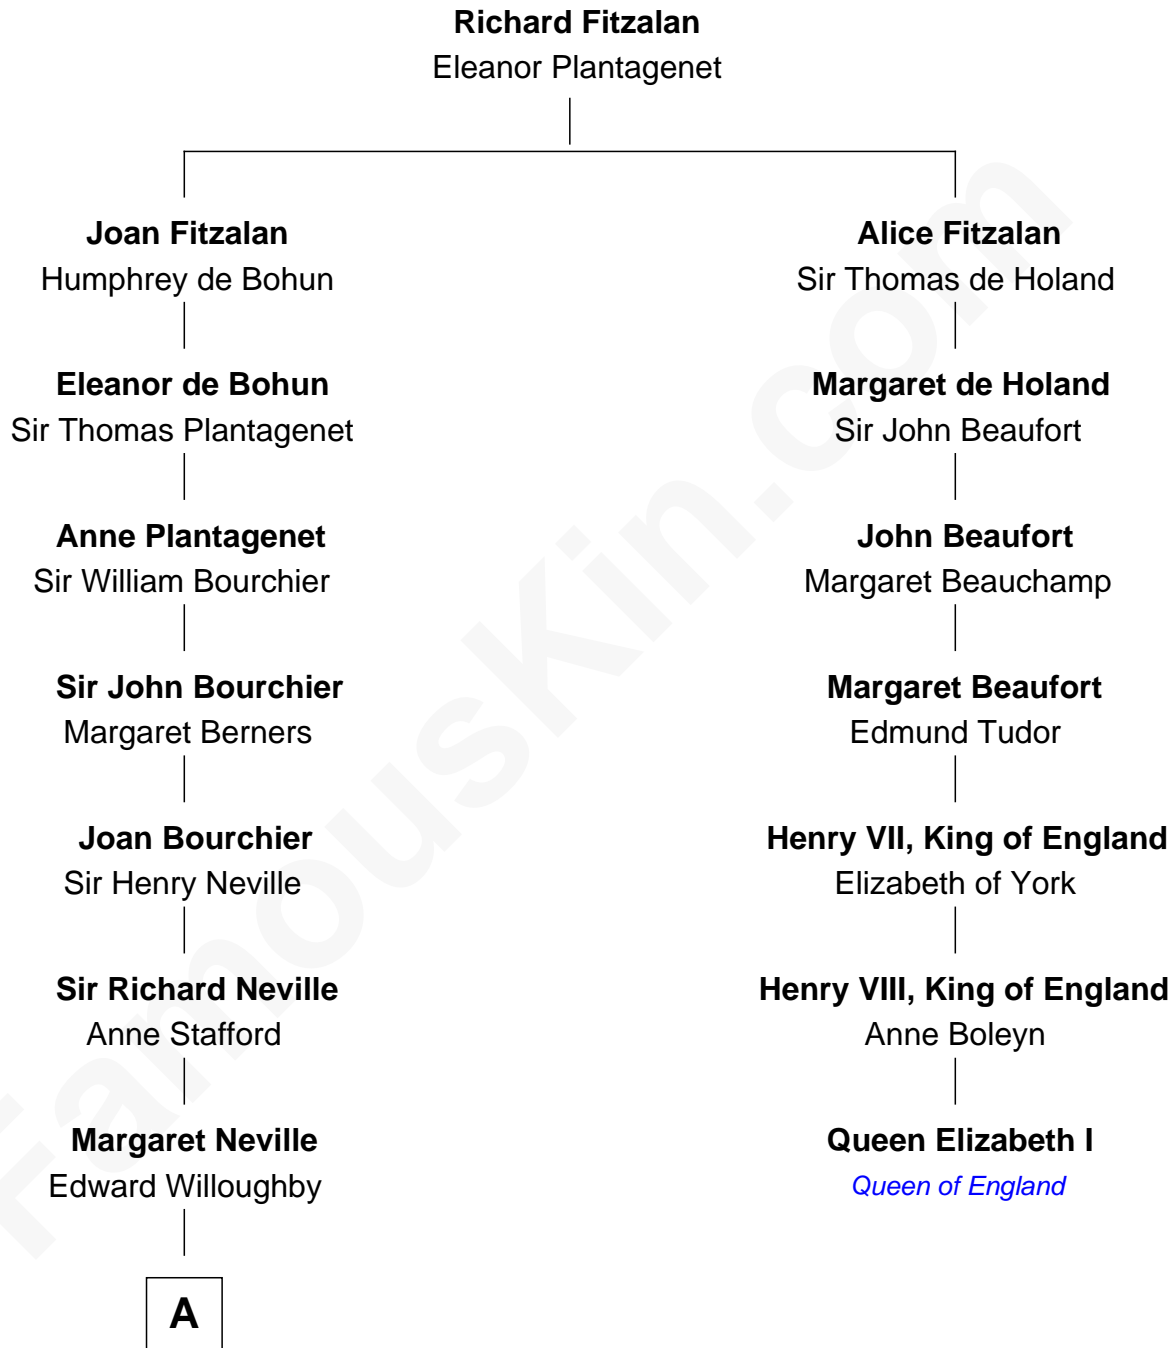 Richard Fitzalan
Eleanor Plantagenet
Joan Fitzalan
Humphrey de Bohun
Alice Fitzalan
Sir Thomas de Holand
Eleanor de Bohun
Sir Thomas Plantagenet
Margaret de Holand
Sir John Beaufort
Anne Plantagenet
Sir William Bourchier
John Beaufort
Margaret Beauchamp
Sir John Bourchier
Margaret Berners
Margaret Beaufort
Edmund Tudor
Joan Bourchier
Sir Henry Neville
Henry VII, King of England
Elizabeth of York
Sir Richard Neville
Anne Stafford
Henry VIII, King of England
Anne Boleyn
Margaret Neville
Edward Willoughby
Queen Elizabeth I
Queen of England
A
FamousKin.com